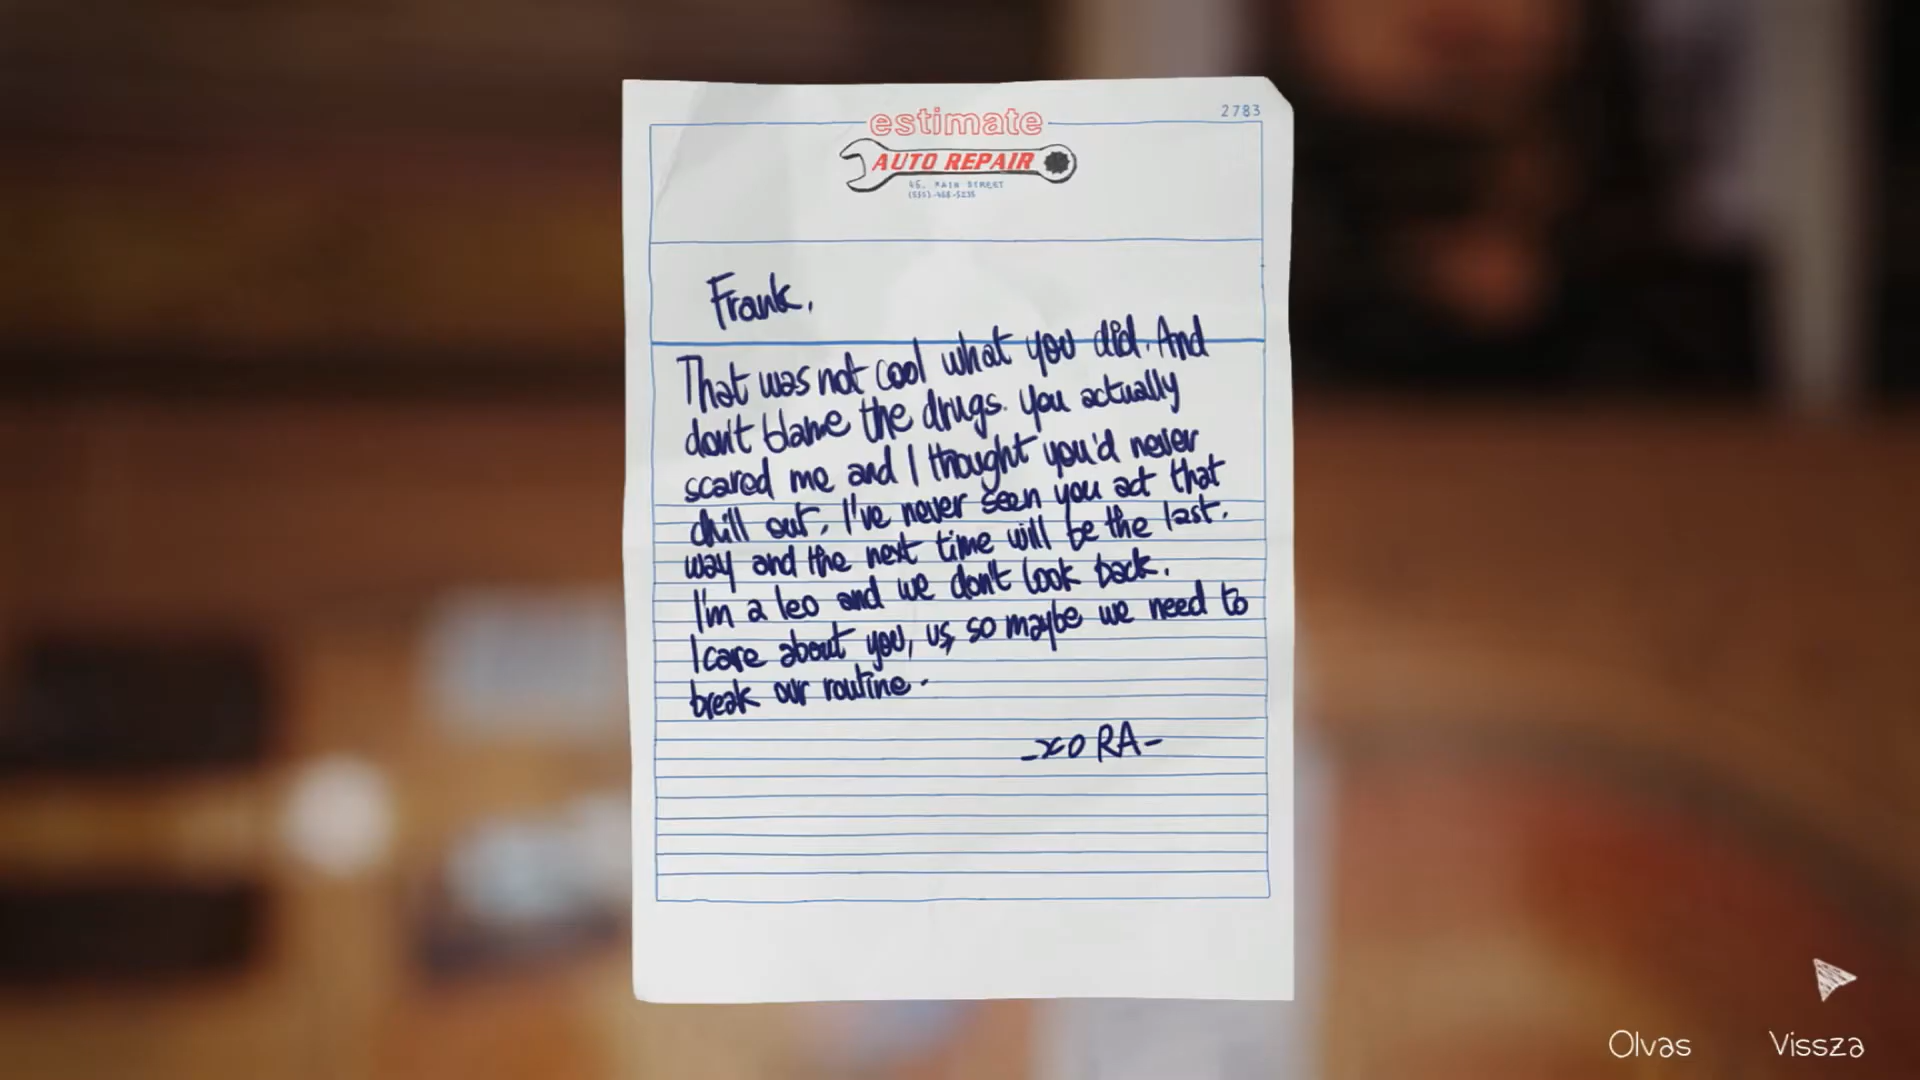 2783
estimate
AUTO REPAIR
45, MAIN STREET
Frank,
That was not cool what you did. And
don't blame the drugs. You actually
scared me and I thought you'd never
chill out. I've never seen you act that
way and the next time will be the last.
I'm a leo and we don't look back.
I care about you, us, so maybe we need to
break our routine.
-xo RA-
Olvas
Vissza